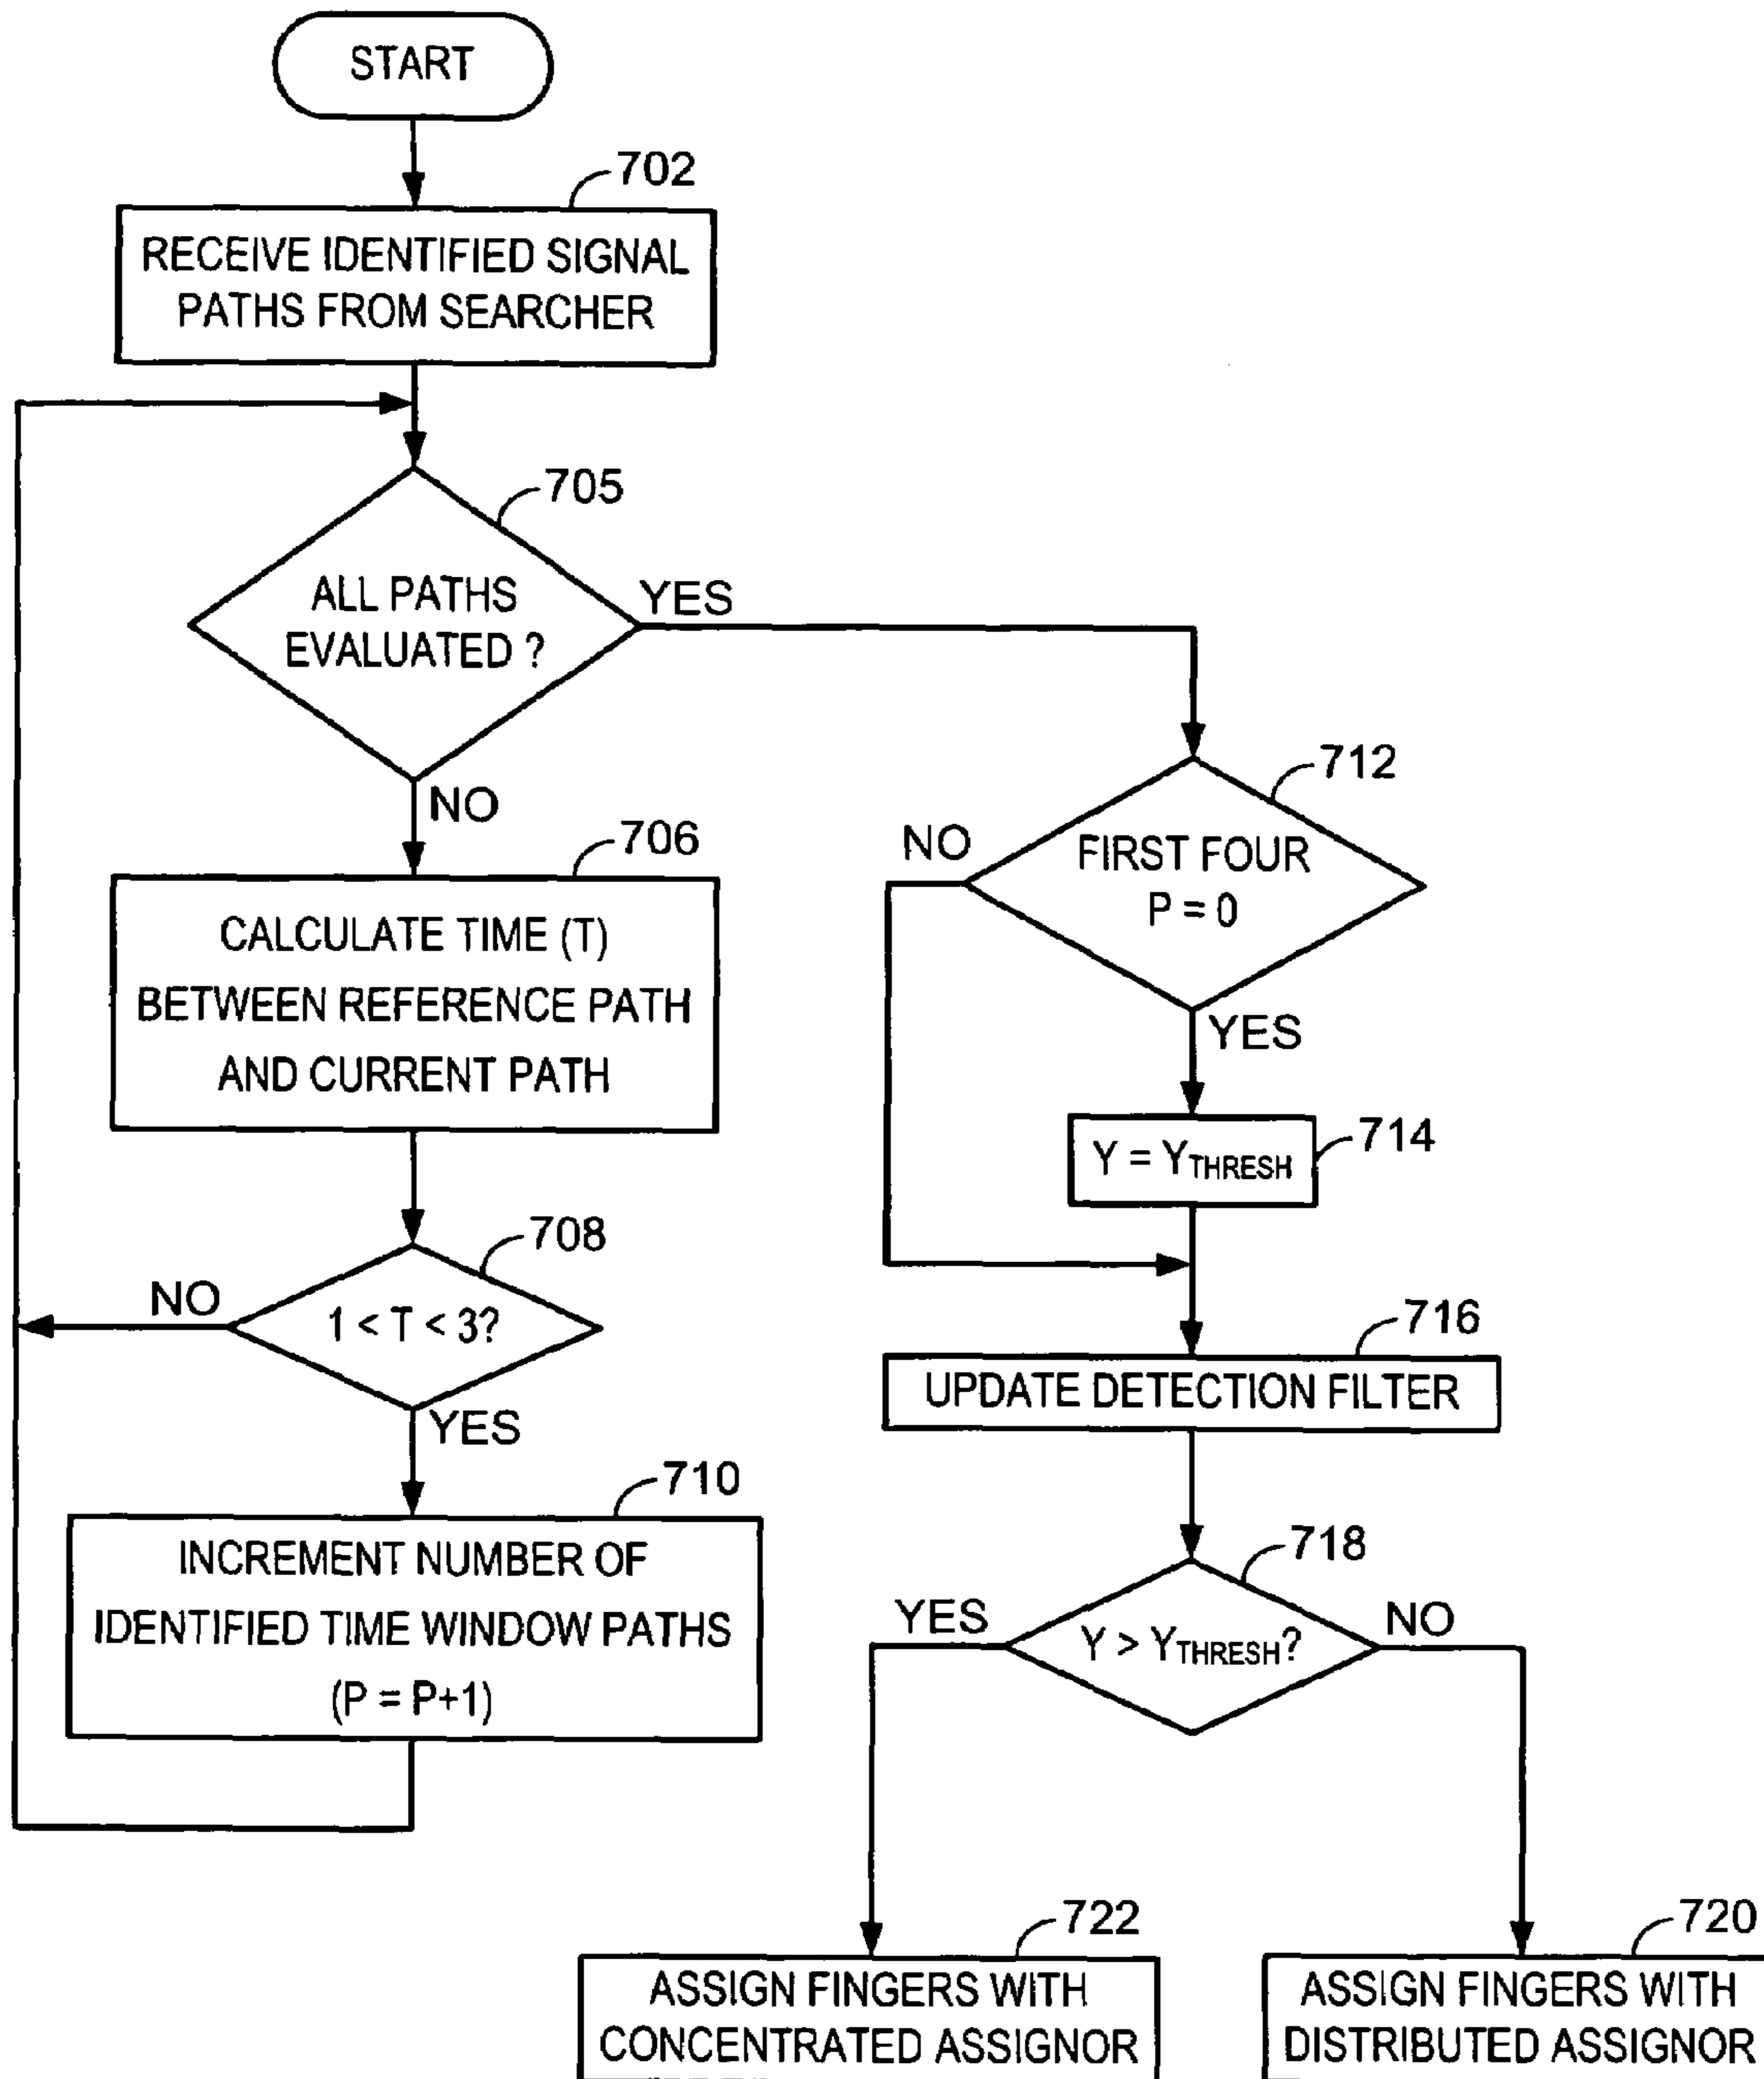 START
702
RECEIVE IDENTIFIED SIGNAL
PATHS FROM SEARCHER
705
ALL PATHS
EVALUATED ?
YES
NO
706
CALCULATE TIME (T)
BETWEEN REFERENCE PATH
AND CURRENT PATH
708
NO
1 < T < 3?
YES
710
INCREMENT NUMBER OF
IDENTIFIED TIME WINDOW PATHS
(P = P+1)
712
NO
FIRST FOUR
P = 0
YES
714
Y = YTHRESH
716
UPDATE DETECTION FILTER
718
YES
Y > YTHRESH?
NO
722
ASSIGN FINGERS WITH
CONCENTRATED ASSIGNOR
720
ASSIGN FINGERS WITH
DISTRIBUTED ASSIGNOR